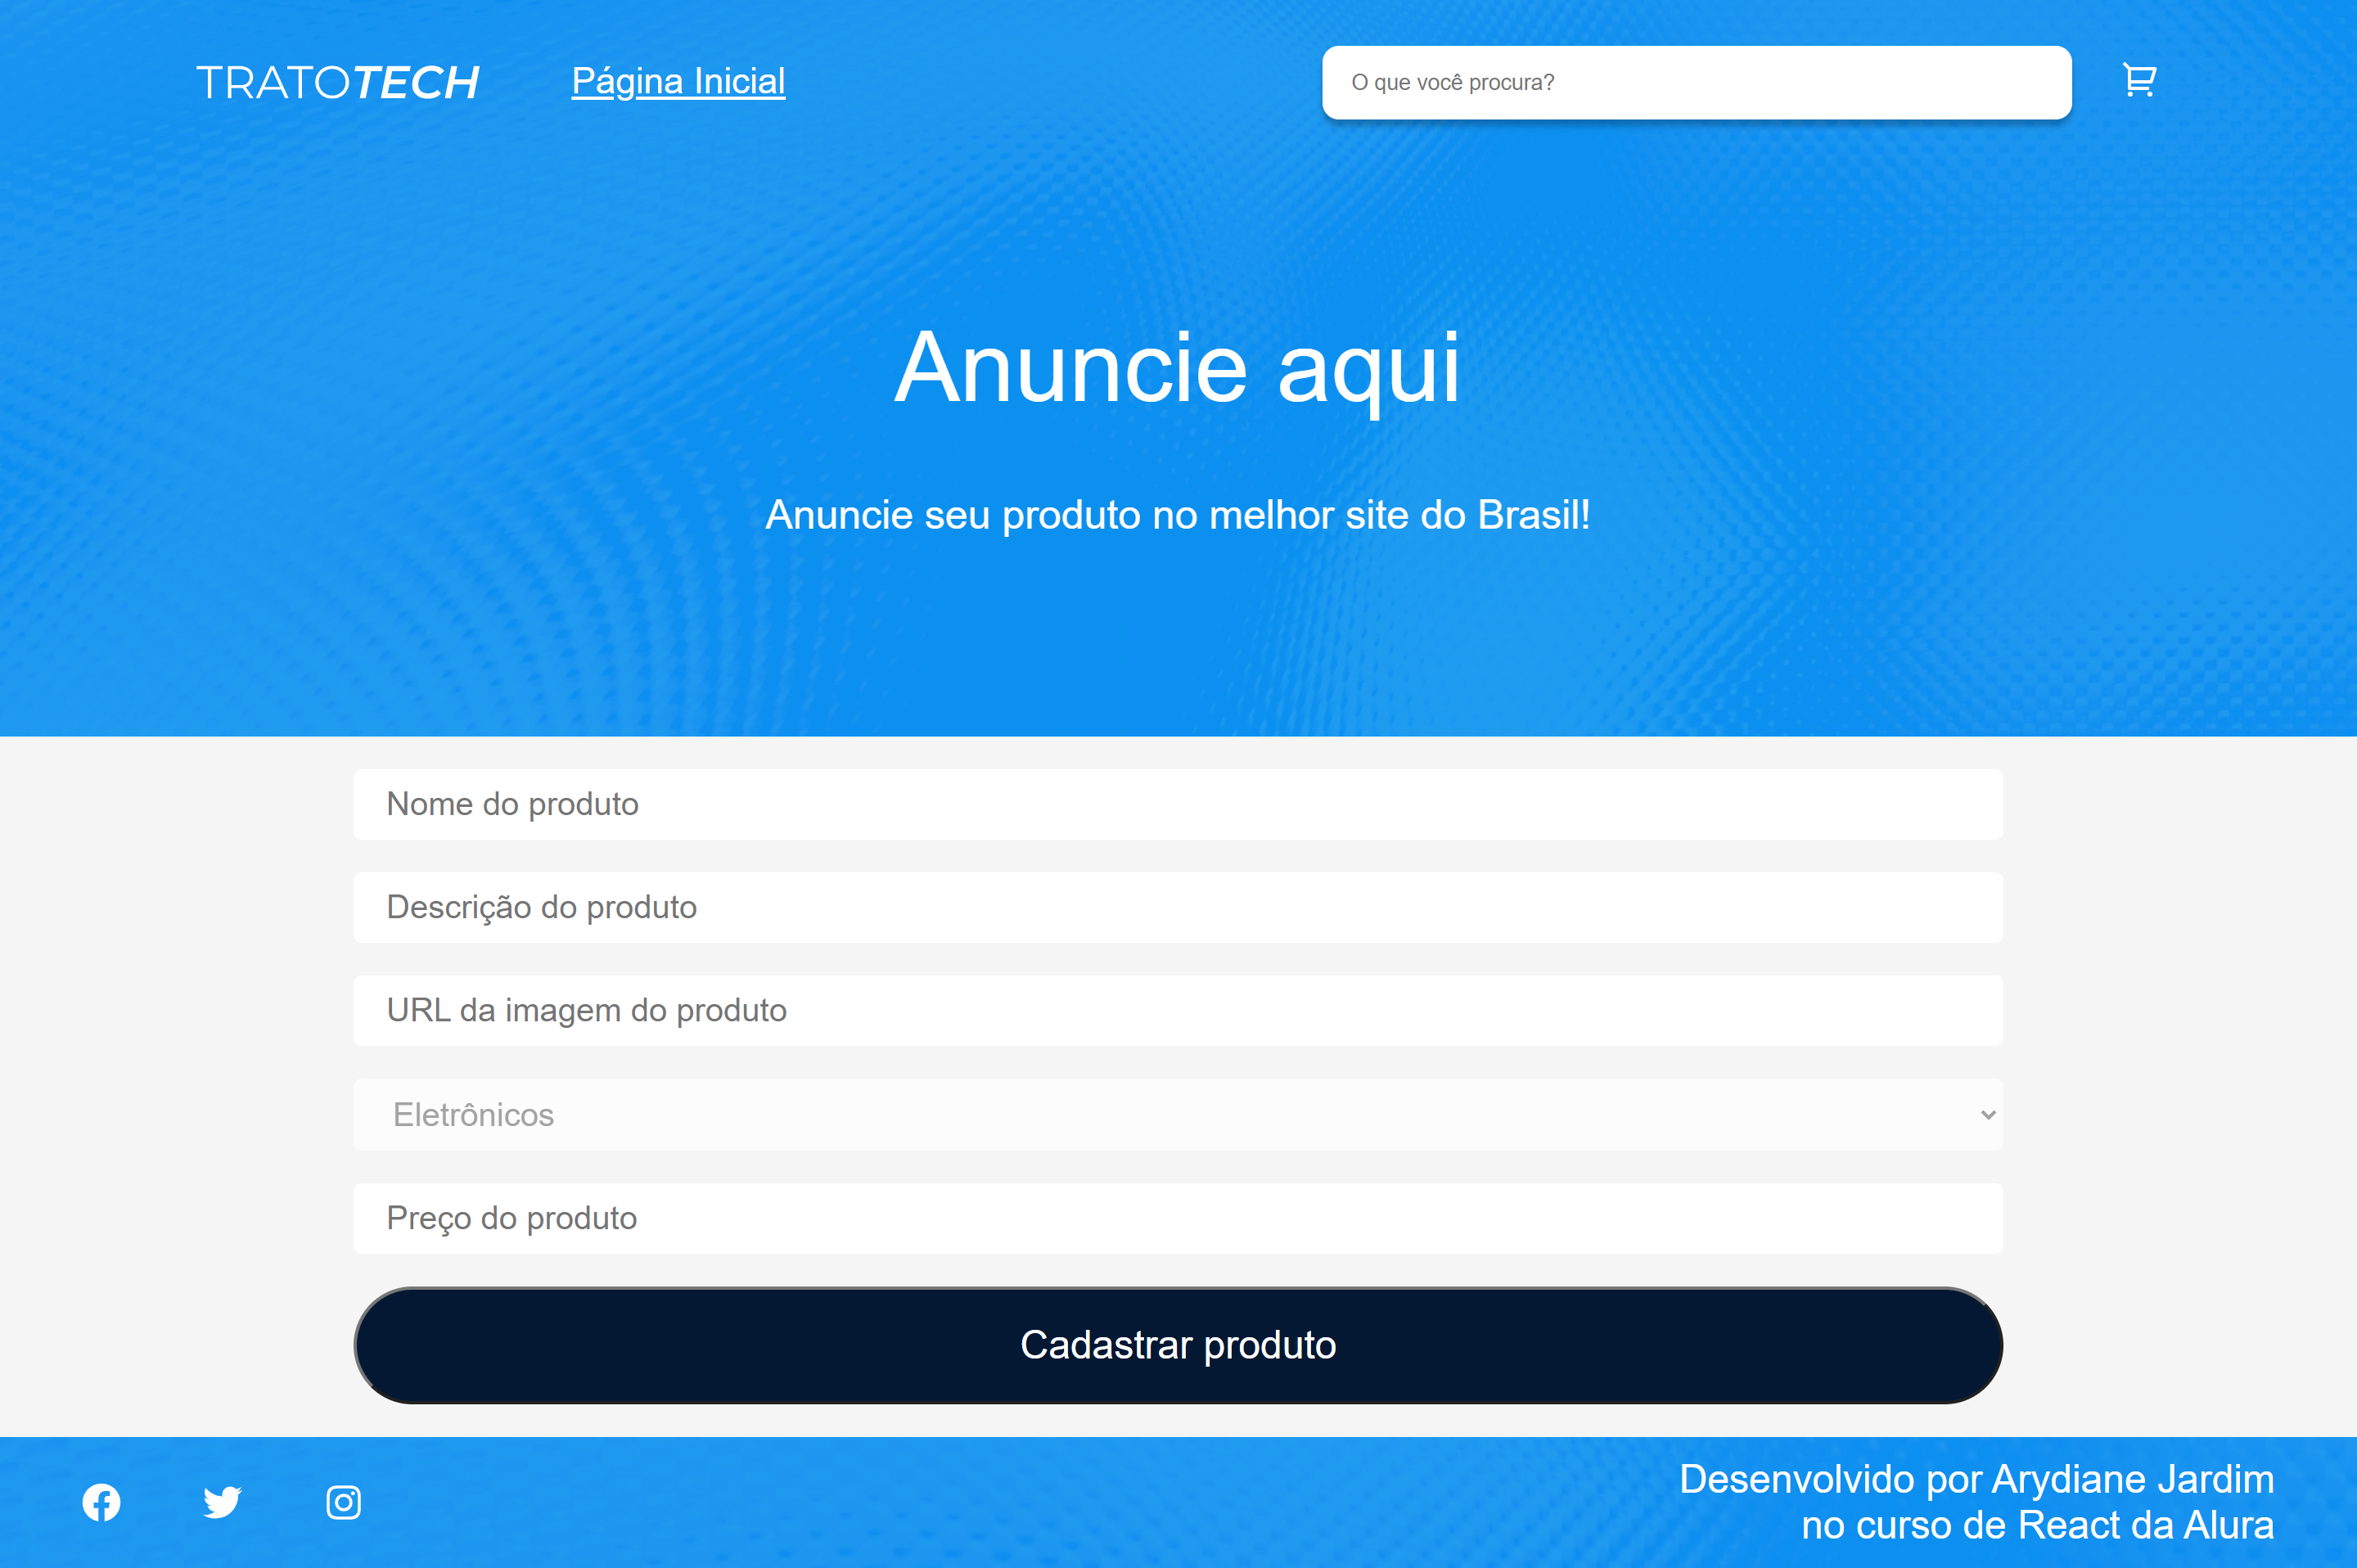 TRATOTECH
Página Inicial
O que você procura?
Anuncie aqui
Anuncie seu produto no melhor site do Brasil!
Nome do produto
Descrição do produto
URL da imagem do produto
Eletrônicos
Preço do produto
Cadastrar produto
Desenvolvido por Arydiane Jardim
no curso de React da Alura